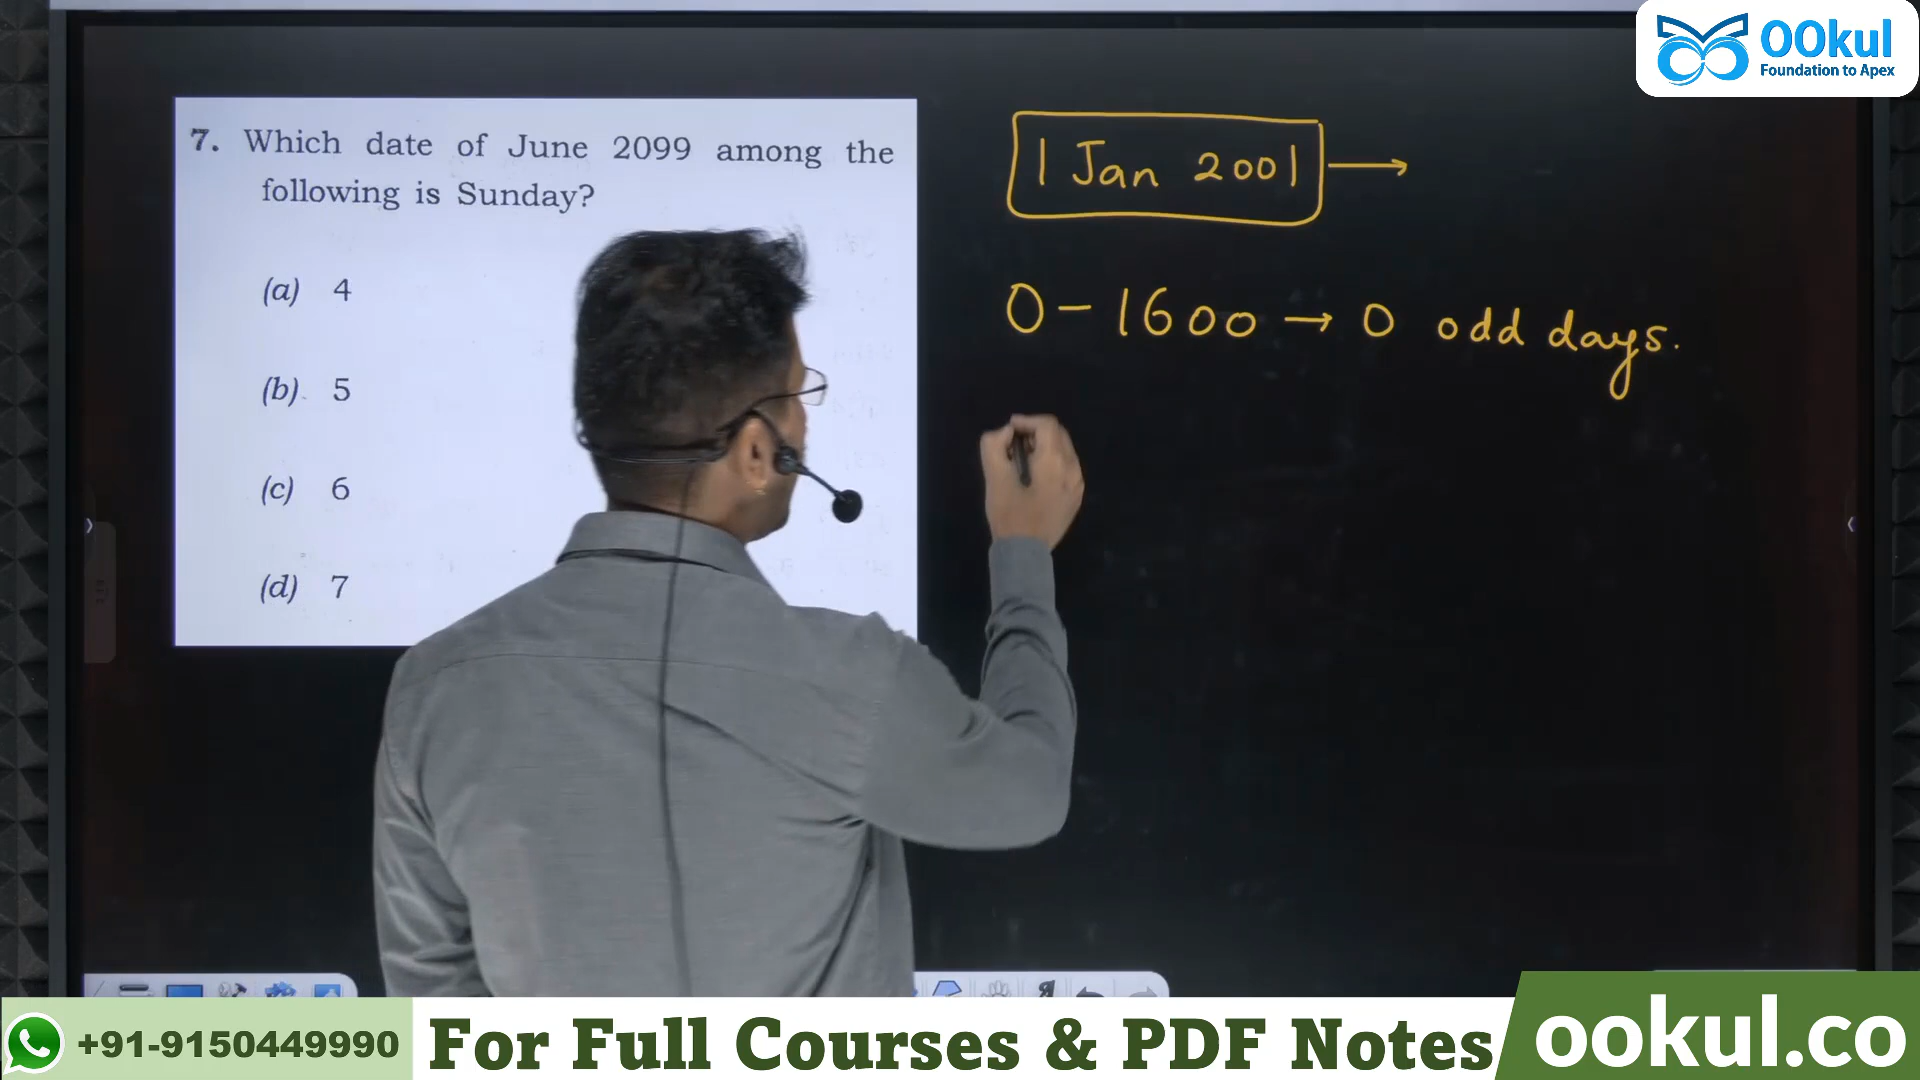 OOkul
Foundation to Apex
7. Which date of June 2099 among the
following is Sunday?
(a) 4
(b) 5
(c) 6
(d) 7
1 Jan 2001 →
0 - 1600 → 0 odd days.
+91-9150449990
For Full Courses & PDF Notes
ookul.co